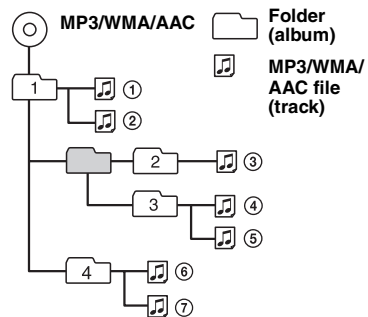 MP3/WMA/AAC
Folder
(album)
MP3/WMA/
AAC file
(track)
1
①
②
2
③
3
④
⑤
4
⑥
⑦